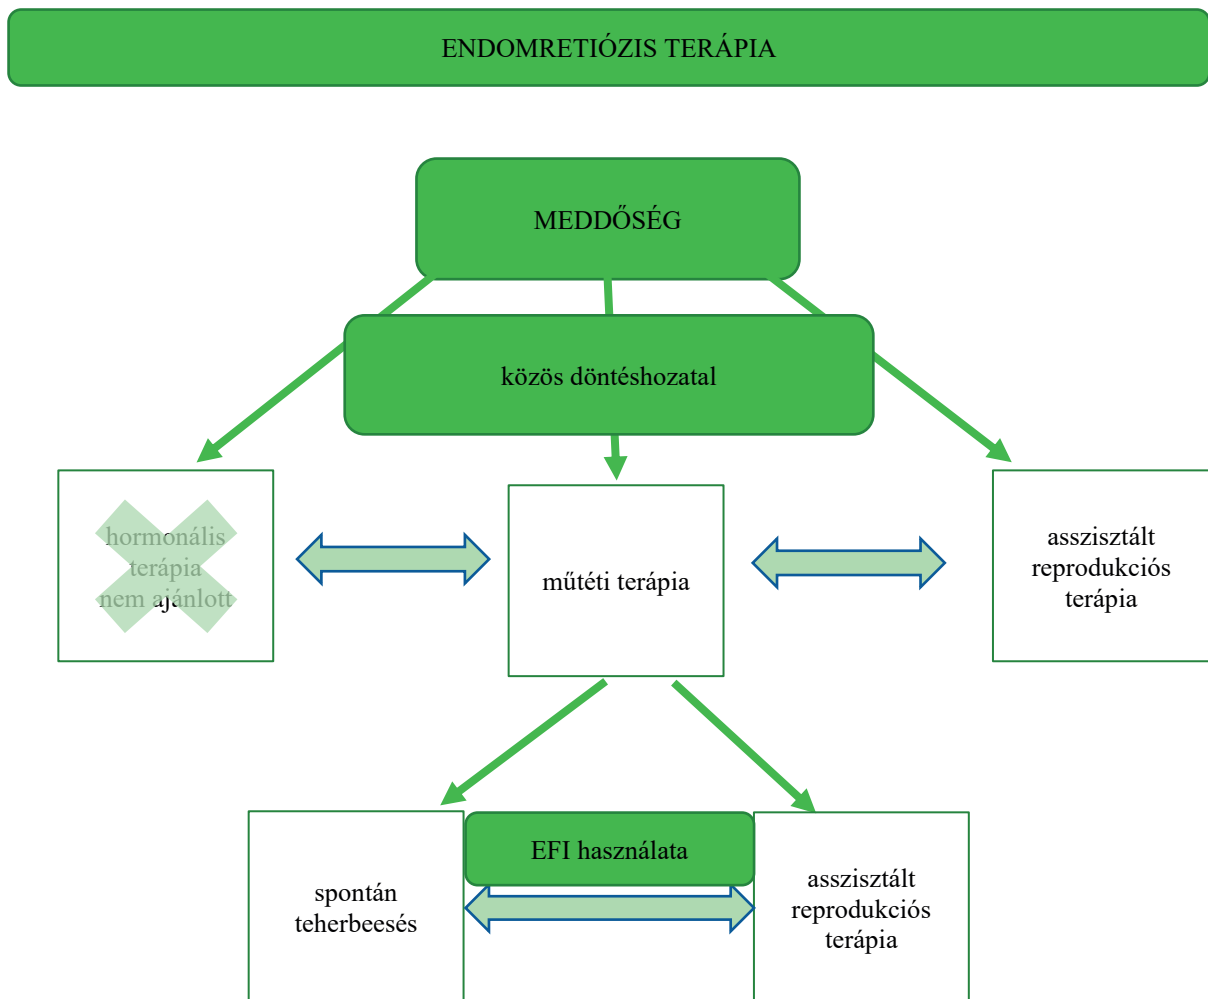 ENDOMRETIÓZIS TERÁPIA
MEDDŐSÉG
közös döntéshozatal
hormonális
terápia
nem ajánlott
műtéti terápia
asszisztált
reprodukciós
terápia
spontán
teherbeesés
EFI használata
asszisztált
reprodukciós
terápia